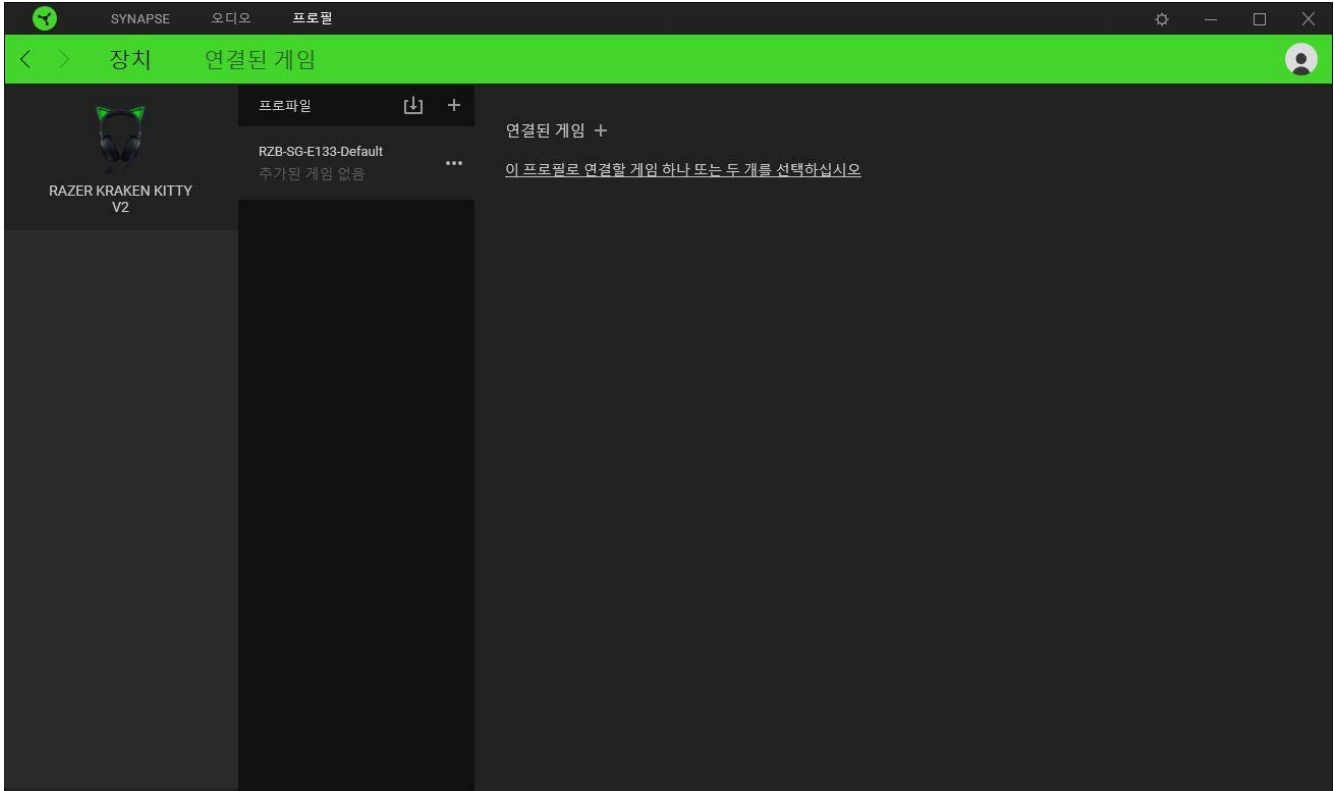 SYNAPSE 오디오 프로필
장치 연결된 게임
RAZER KRAKEN KITTY
V2
프로파일
RZB-SG-E133-Default
추가된 게임 없음
연결된 게임
이 프로필로 연결할 게임 하나 또는 두 개를 선택하십시오